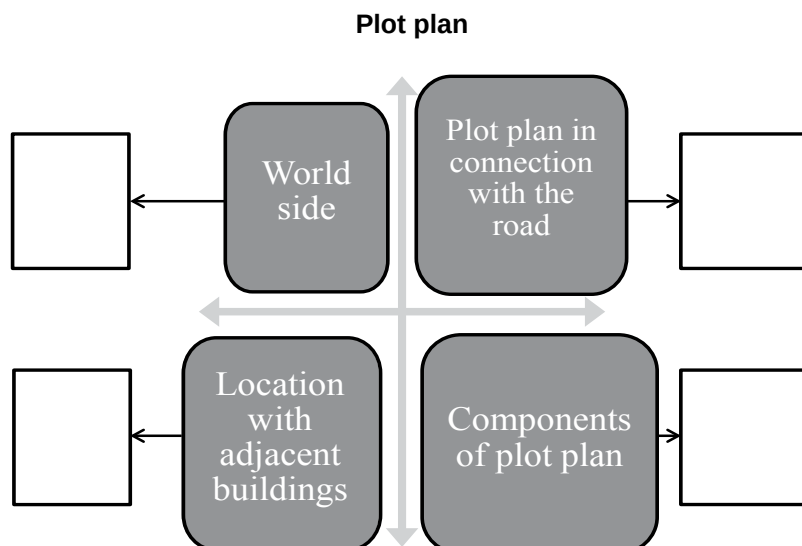 Plot plan
World
side
Plot plan in
connection
with the
road
Location
with
adjacent
buildings
Components
of plot plan